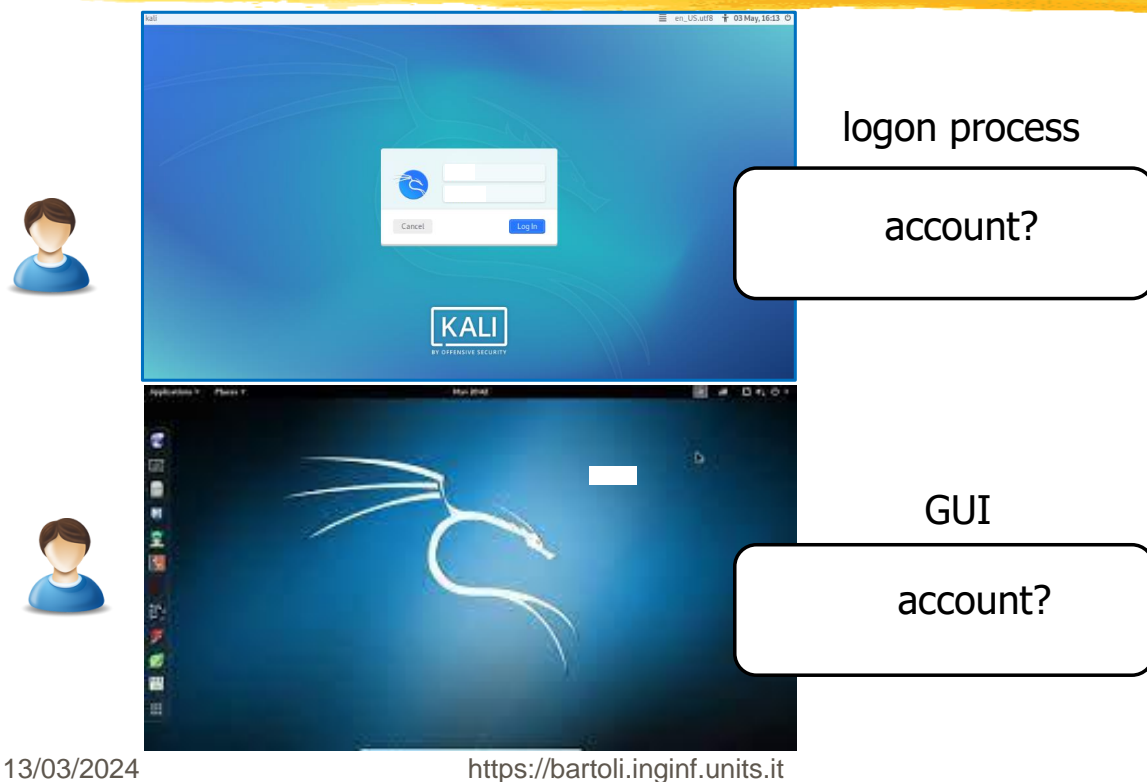 kali
en_US.utf8 03 May, 16:13
logon process
account?
Cancel
Log In
KALI
BY OFFENSIVE SECURITY
Applications
Places
GUI
account?
13/03/2024
https://bartoli.inginf.units.it